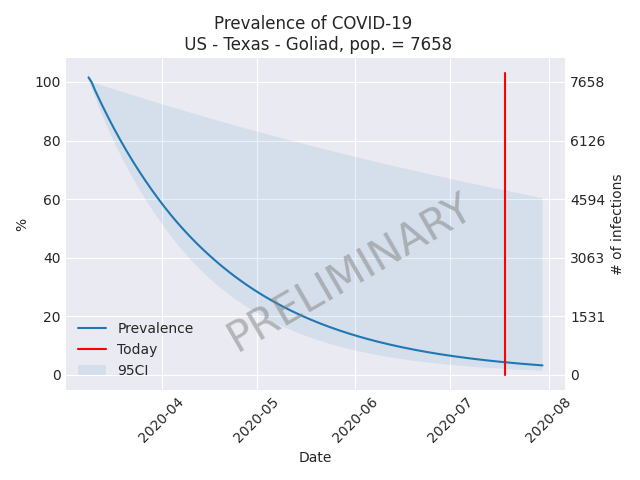 Prevalence of COVID-19
US - Texas - Goliad, pop. = 7658
100
80
60
40
20
0
%
7658
6126
4594
3063
1531
0
# of infections
PRELIMINARY
Prevalence
Today
95CI
2020-04
2020-05
2020-06
2020-07
2020-08
Date